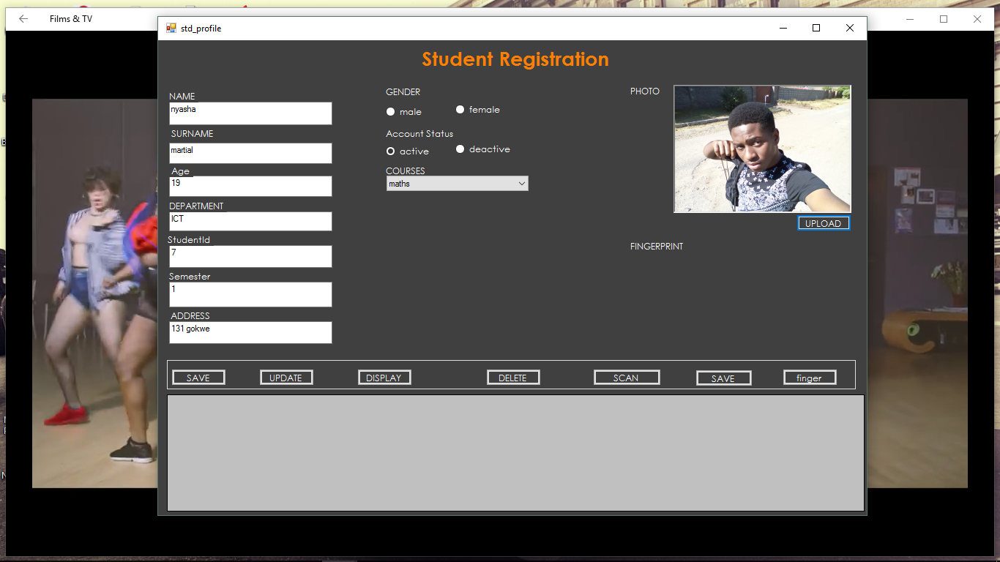 Films & TV
std_profile
Student Registration
NAME
nyasha
SURNAME
martial
Age
19
DEPARTMENT
ICT
StudentId
7
Semester
1
ADDRESS
131 gokwe
GENDER
male
female
Account Status
active
deactive
COURSES
maths
PHOTO
UPLOAD
FINGERPRINT
SAVE
UPDATE
DISPLAY
DELETE
SCAN
SAVE
finger